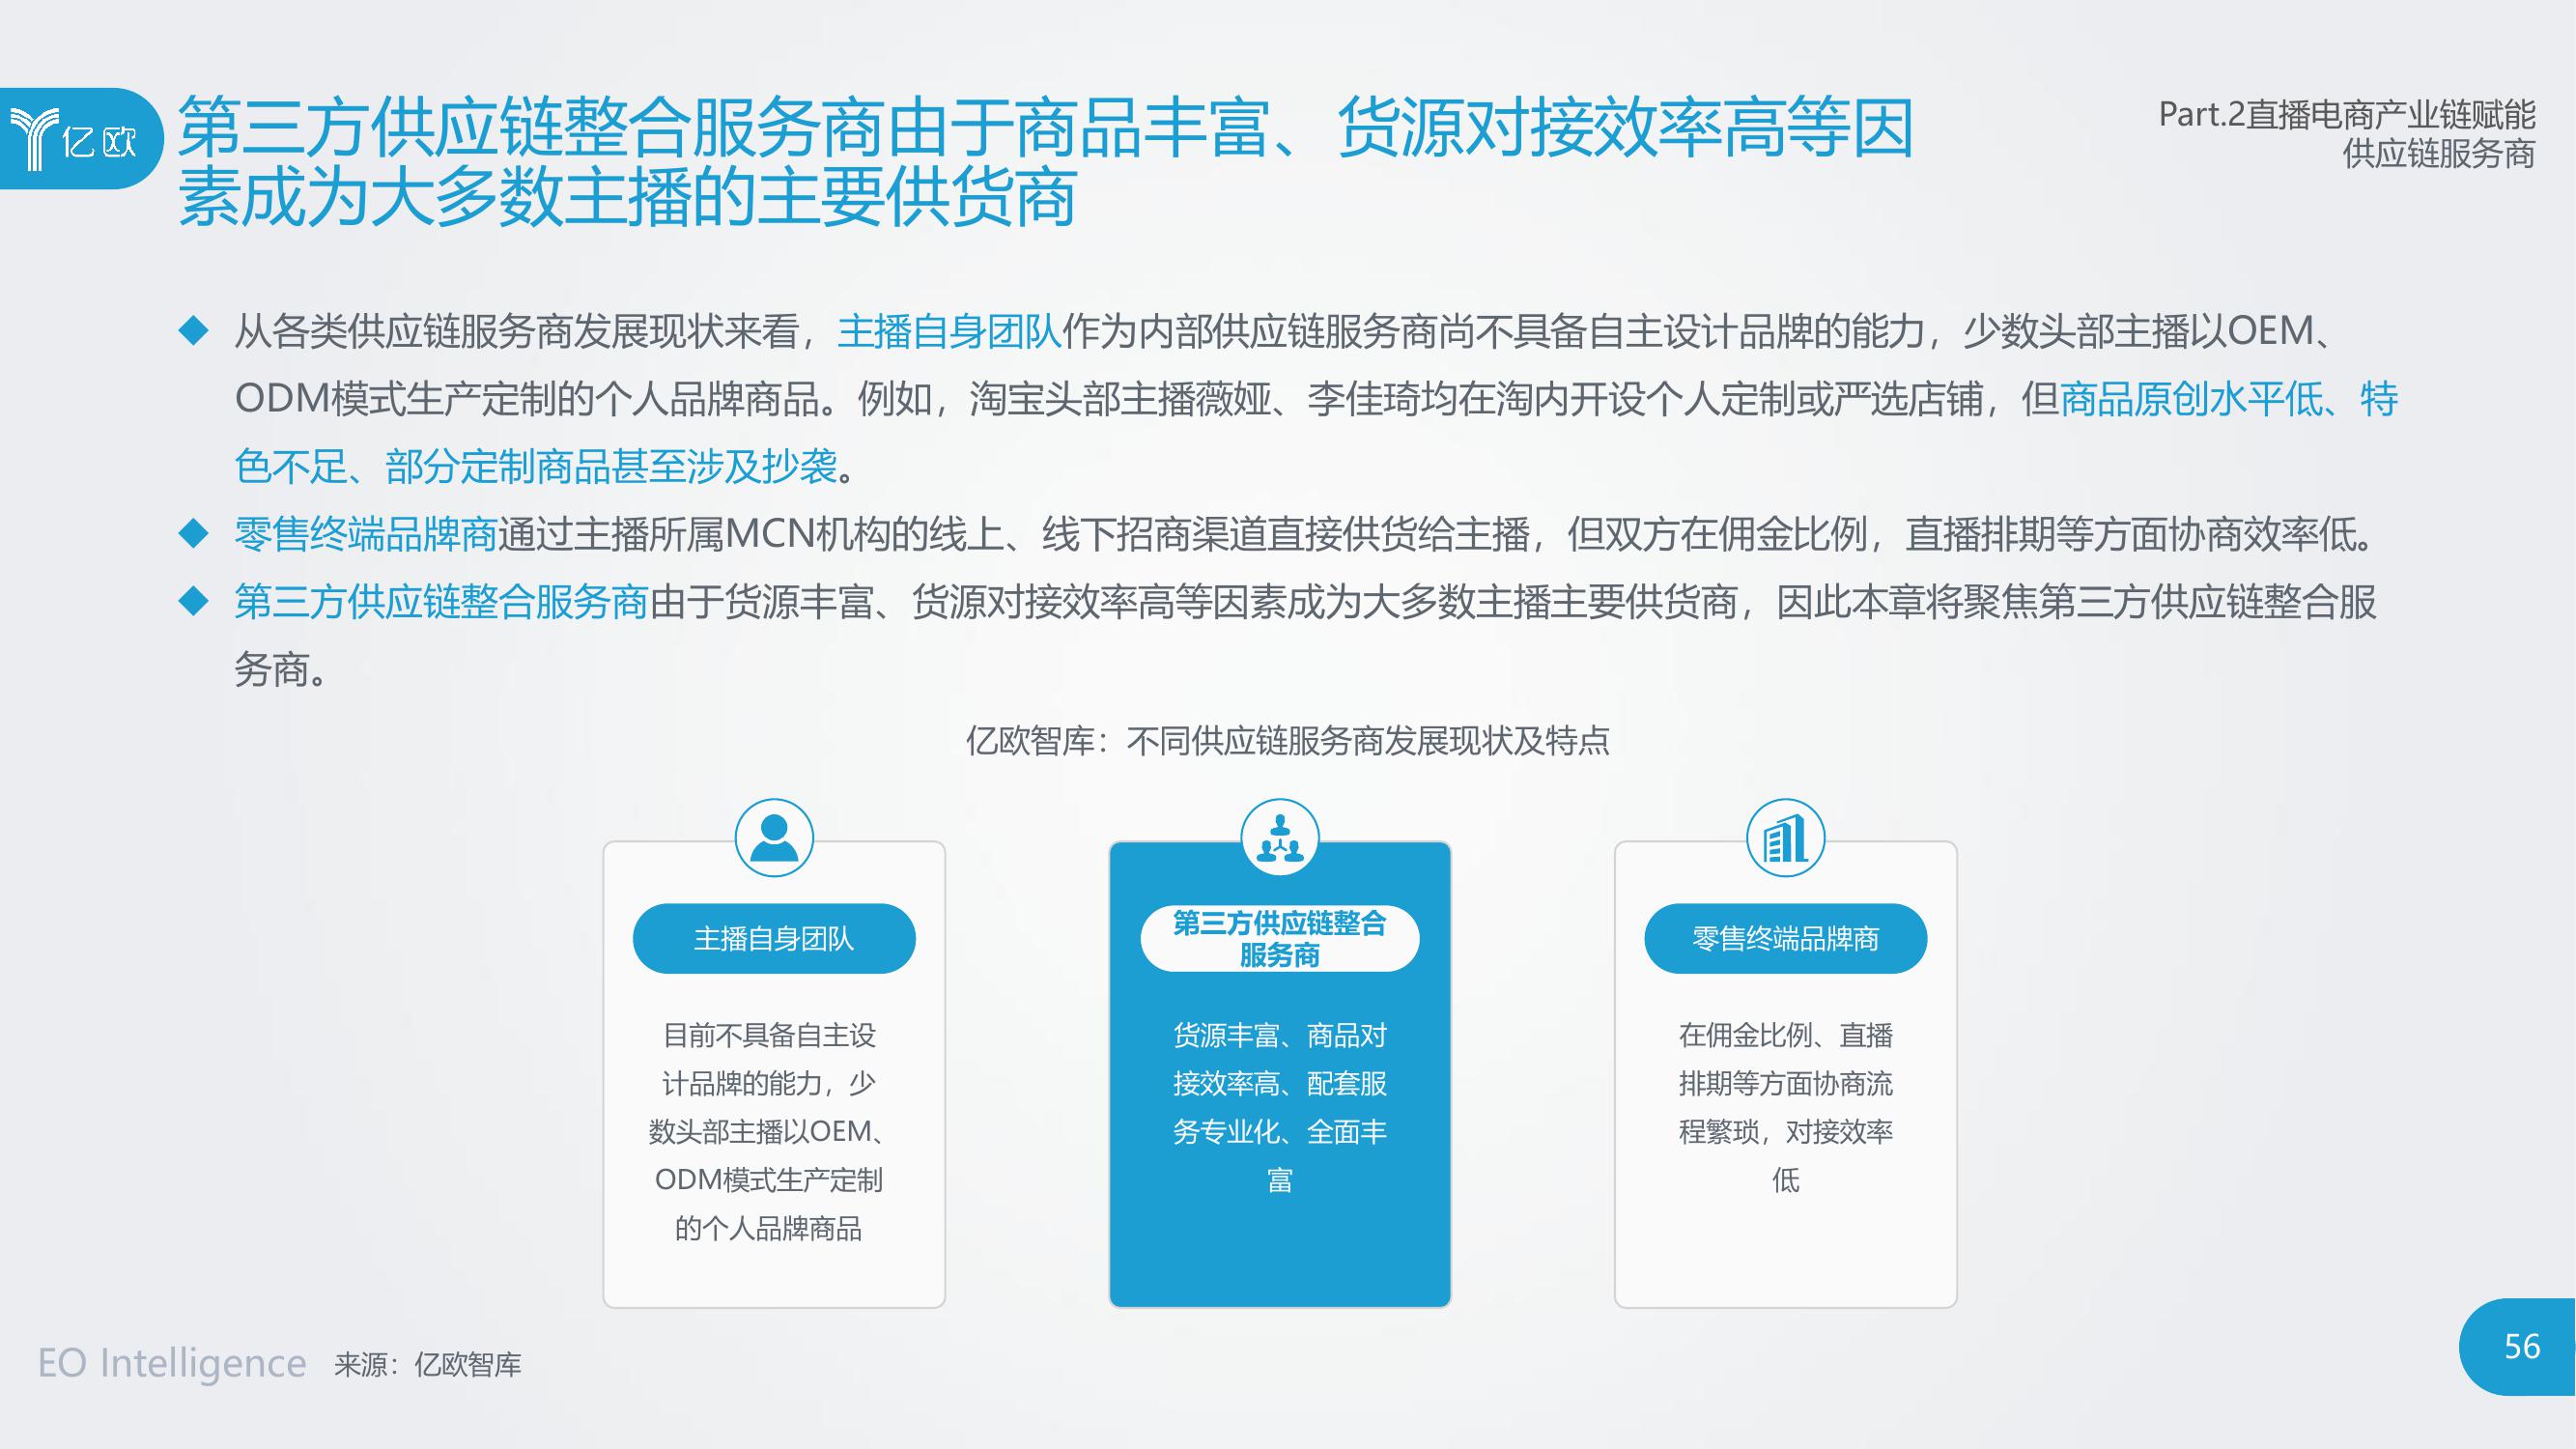 亿欧
第三方供应链整合服务商由于商品丰富、货源对接效率高等因
素成为大多数主播的主要供货商
Part.2直播电商产业链赋能
供应链服务商
从各类供应链服务商发展现状来看，主播自身团队作为内部供应链服务商尚不具备自主设计品牌的能力，少数头部主播以OEM、
ODM模式生产定制的个人品牌商品。例如，淘宝头部主播薇娅、李佳琦均在淘内开设个人定制或严选店铺，但商品原创水平低、特
色不足、部分定制商品甚至涉及抄袭。
零售终端品牌商通过主播所属MCN机构的线上、线下招商渠道直接供货给主播，但双方在佣金比例，直播排期等方面协商效率低。
第三方供应链整合服务商由于货源丰富、货源对接效率高等因素成为大多数主播主要供货商，因此本章将聚焦第三方供应链整合服
务商。
亿欧智库：不同供应链服务商发展现状及特点
主播自身团队
目前不具备自主设
计品牌的能力，少
数头部主播以OEM、
ODM模式生产定制
的个人品牌商品
第三方供应链整合
服务商
货源丰富、商品对
接效率高、配套服
务专业化、全面丰
富
零售终端品牌商
在佣金比例、直播
排期等方面协商流
程繁琐，对接效率
低
EO Intelligence
来源：亿欧智库
56